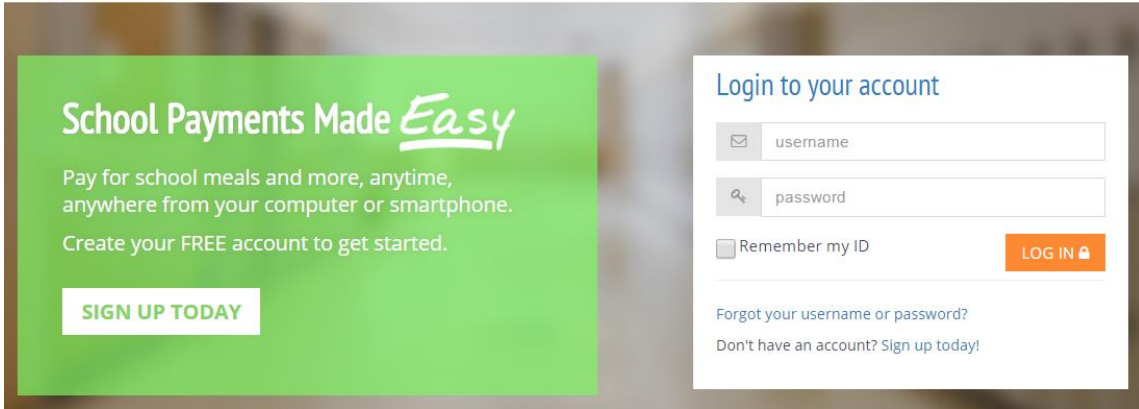 School Payments Made Easy
Pay for school meals and more, anytime,
anywhere from your computer or smartphone.
Create your FREE account to get started.
SIGN UP TODAY
Login to your account
username
password
Remember my ID
LOG IN
Forgot your username or password?
Don't have an account? Sign up today!